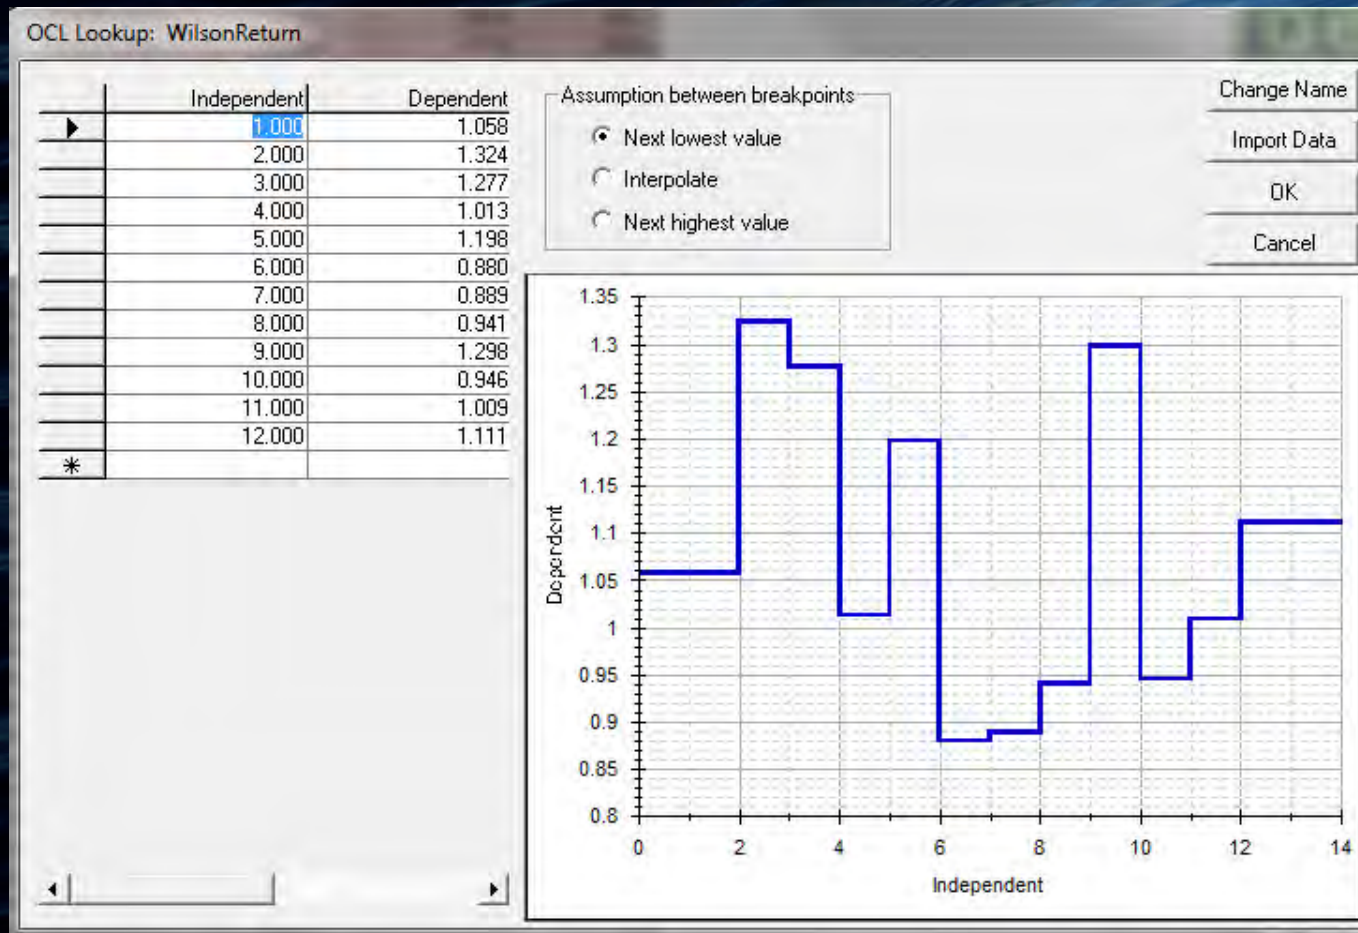 OCL Lookup: WilsonReturn
Independent Dependent
1.000 1.058
2.000 1.324
3.000 1.277
4.000 1.013
5.000 1.198
6.000 0.880
7.000 0.889
8.000 0.941
9.000 1.298
10.000 0.946
11.000 1.009
12.000 1.111
Assumption between breakpoints
Next lowest value
Interpolate
Next highest value
Change Name
Import Data
OK
Cancel
1.35
1.3
1.25
1.2
1.15
1.1
1.05
1
0.95
0.9
0.85
0.8
Dependent
0 2 4 6 8 10 12 14
Independent